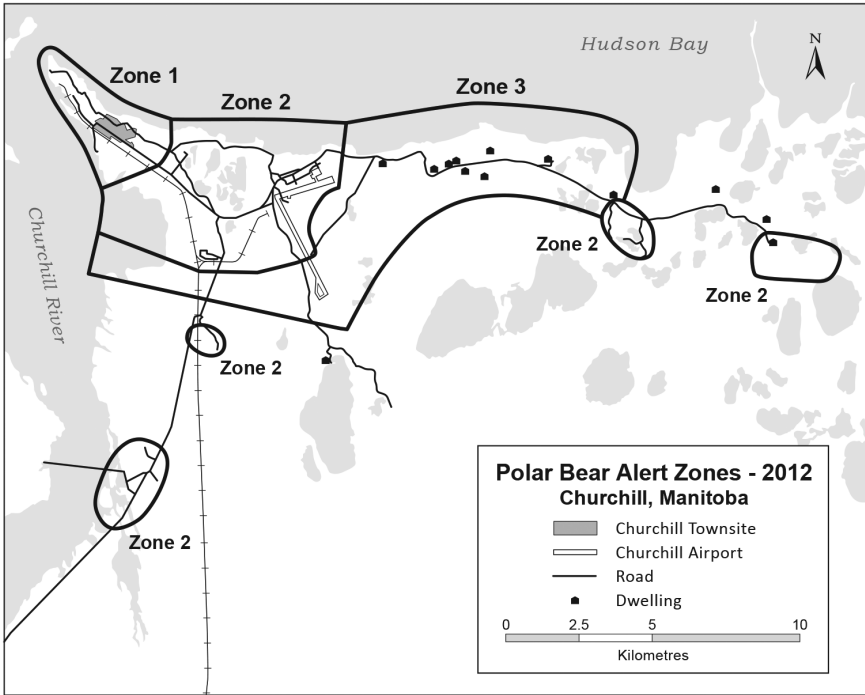 Hudson Bay
N
Zone 1
Zone 2
Zone 3
Churchill River
Zone 2
Zone 2
Zone 2
Zone 2
Polar Bear Alert Zones - 2012
Churchill, Manitoba
Churchill Townsite
Churchill Airport
Road
Dwelling
0 2.5 5 10
Kilometres